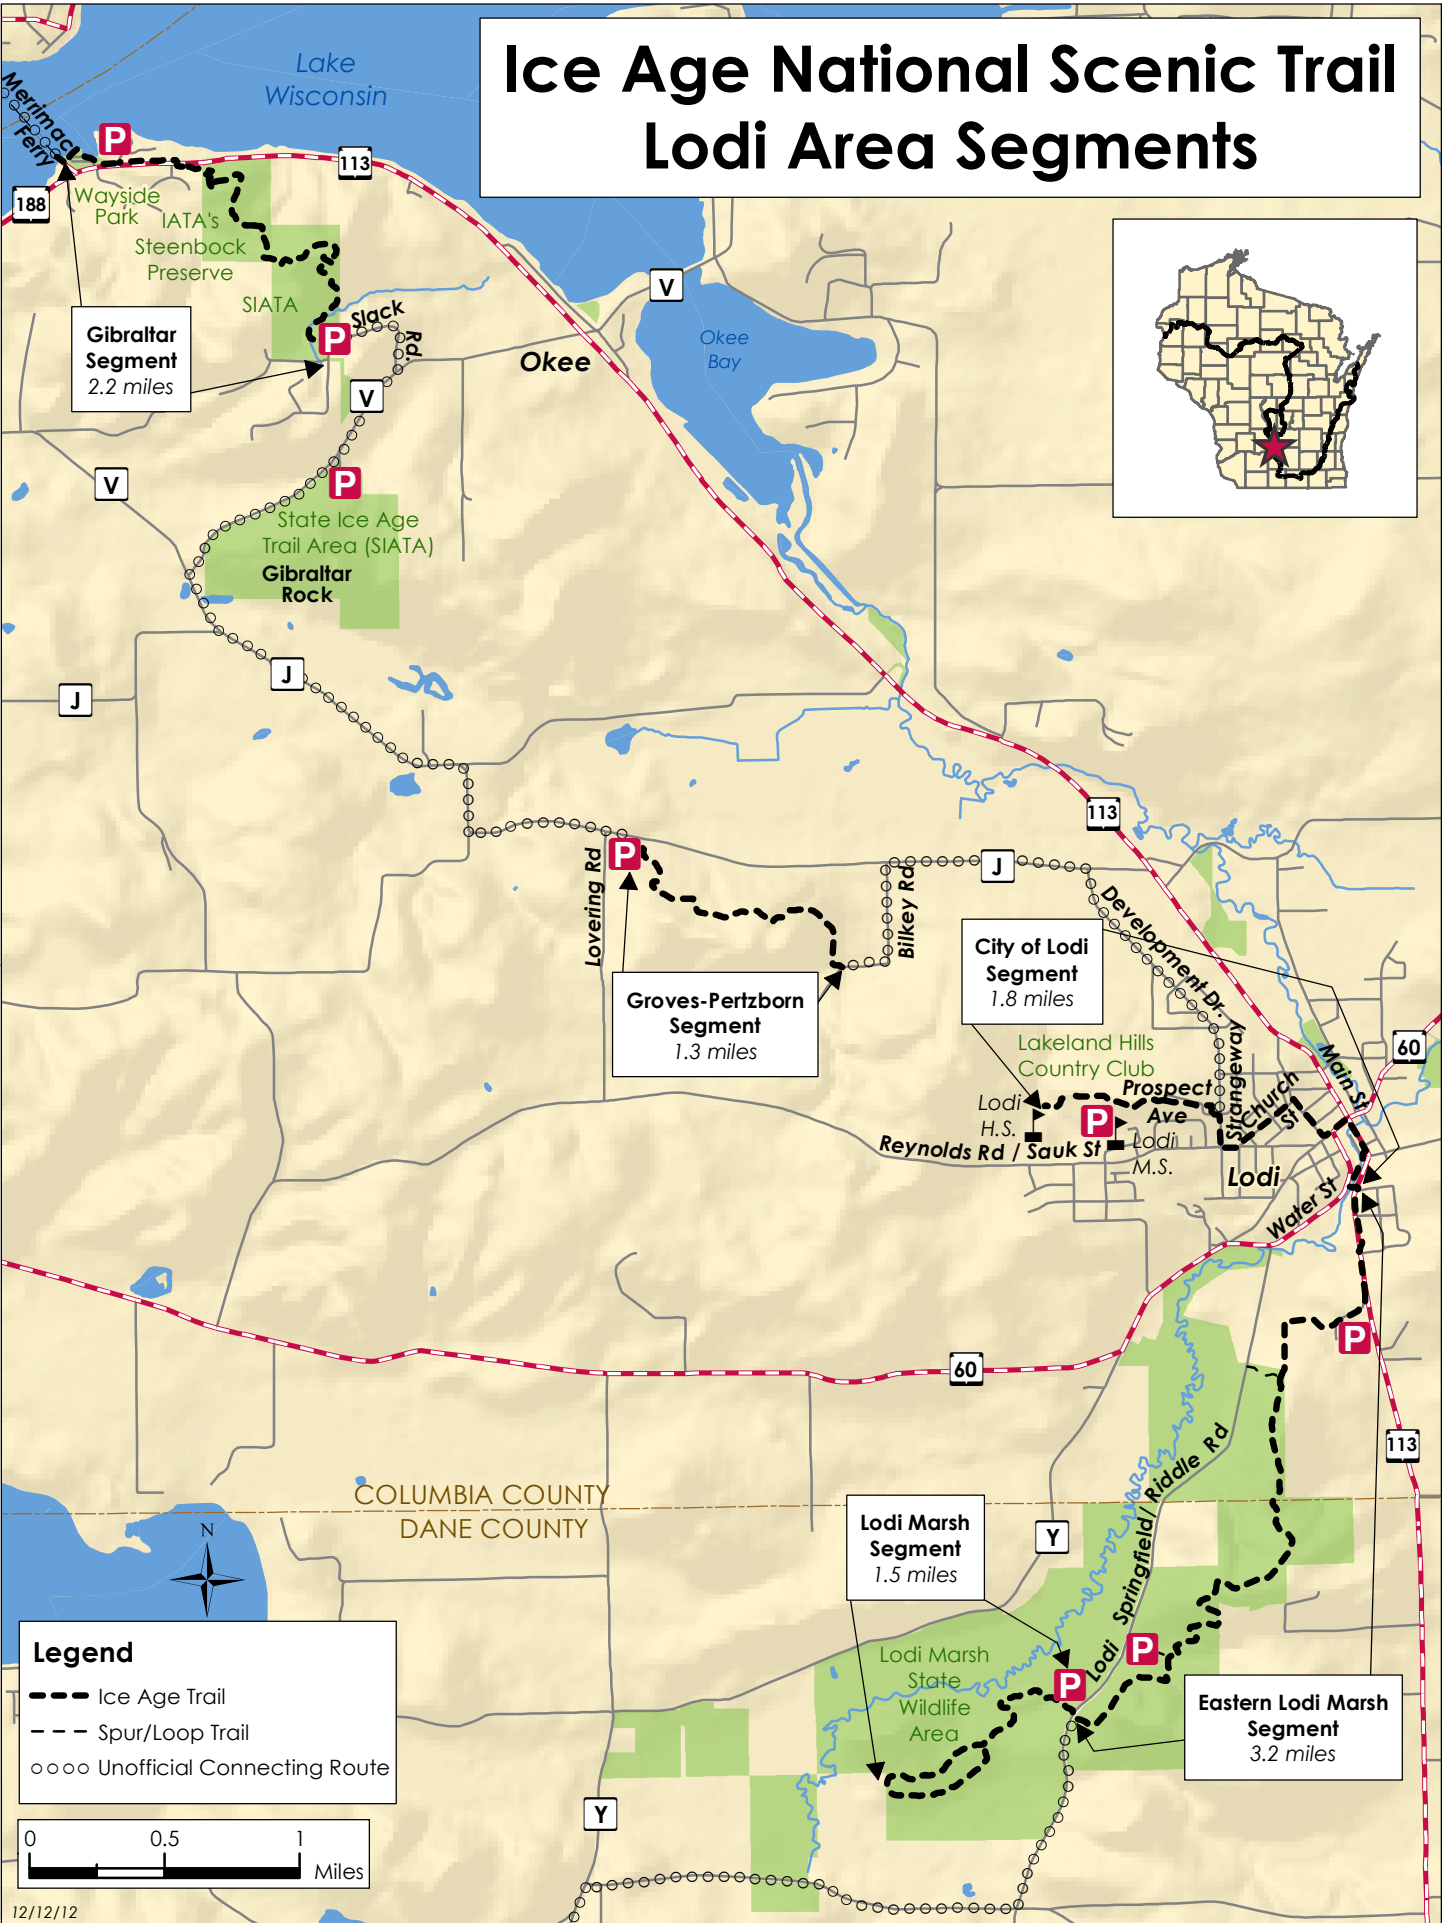 Ice Age National Scenic Trail
Lodi Area Segments
Lake
Wisconsin
Merrimac
Ferry
P
113
188
Wayside
Park
IATA's
Steenbock
Preserve
SIATA
Gibraltar
Segment
2.2 miles
P
Slack
Rd.
V
Okee
V
Okee
Bay
V
P
State Ice Age
Trail Area (SIATA)
Gibraltar
Rock
J
J
113
P
Lovering Rd
Bilkey Rd
J
Development Dr.
City of Lodi
Segment
1.8 miles
Groves-Pertzborn
Segment
1.3 miles
Lakeland Hills
Country Club
Strangeway
Prospect
Ave
Church
St
Main St
60
Lodi
H.S.
P
Lodi
M.S.
Reynolds Rd / Sauk St
Lodi
Water St
P
60
113
COLUMBIA COUNTY
DANE COUNTY
Y
Lodi Marsh
Segment
1.5 miles
Lodi Springfield / Riddle Rd
P
P
Lodi Marsh
State
Wildlife
Area
Eastern Lodi Marsh
Segment
3.2 miles
Y
N
Legend
Ice Age Trail
Spur/Loop Trail
Unofficial Connecting Route
0 0.5 1
Miles
12/12/12